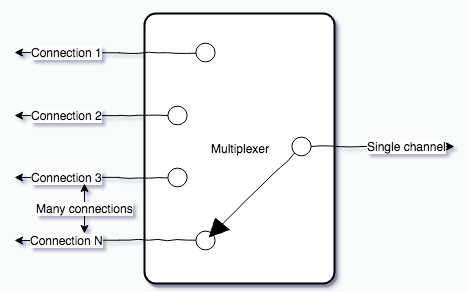 Connection 1
Connection 2
Multiplexer
Single channel
Connection 3
Many connections
Connection N